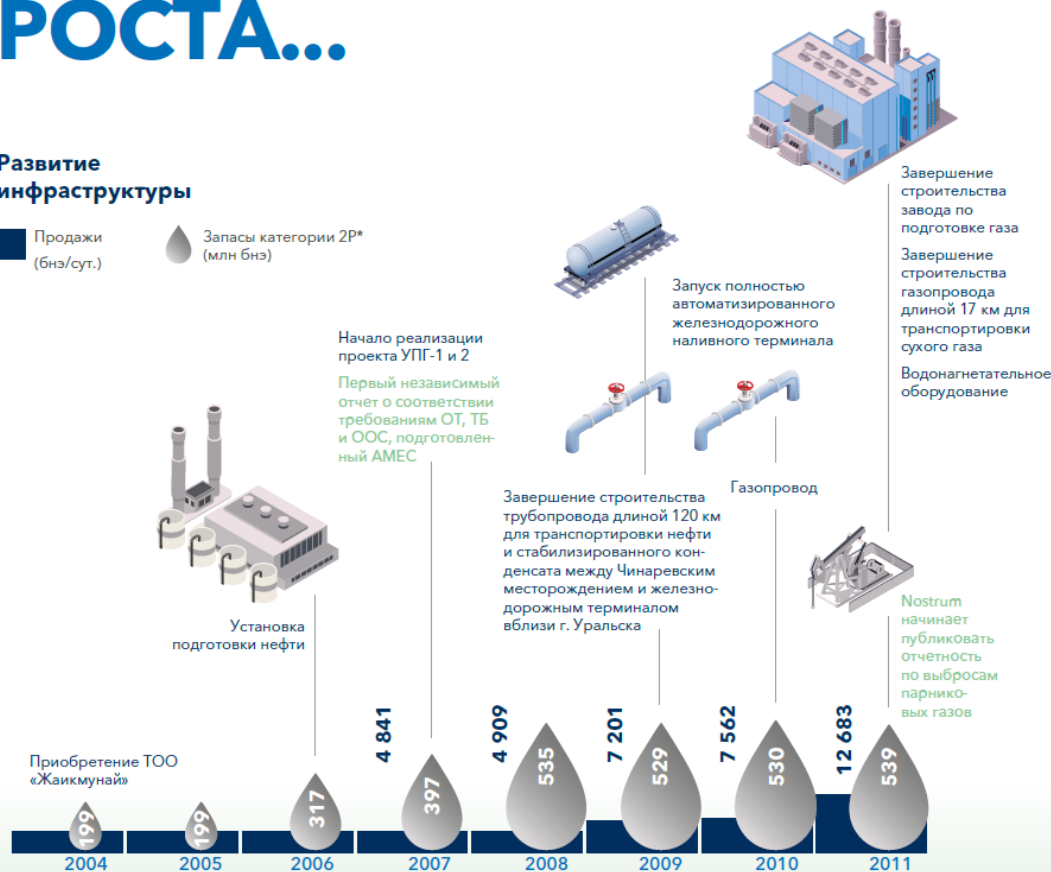 РОСТА...
Развитие
инфраструктуры
Продажи
(бнэ/сут.)
Запасы категории 2P*
(млн бнэ)
Приобретение ТОО
«Жаикмунай»
Установка
подготовки нефти
Начало реализации
проекта УПГ-1 и 2
Первый независимый
отчет о соответствии
требованиям ОТ, ТБ
и ООС, подготовлен-
ный АМЕС
Завершение строительства
трубопровода длиной 120 км
для транспортировки нефти
и стабилизированного кон-
денсата между Чинаревским
месторождением и железно-
дорожным терминалом
вблизи г. Уральска
Запуск полностью
автоматизированного
железнодорожного
наливного терминала
Газопровод
Завершение
строительства
завода по
подготовке газа
Завершение
строительства
газопровода
длиной 17 км для
транспортировки
сухого газа
Водонагнетательное
оборудование
Nostrum
начинает
публиковать
отчетность
по выбросам
парнико-
вых газов
4 841
4 909
7 201
7 562
12 683
199
199
317
397
535
529
530
539
2004
2005
2006
2007
2008
2009
2010
2011